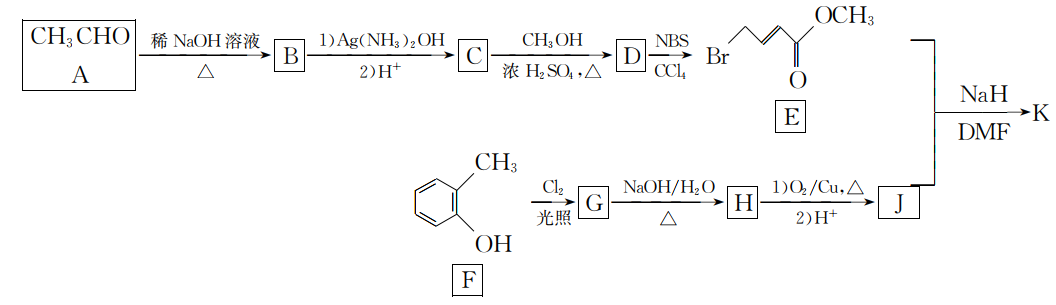 CH₃CHO
A
稀 NaOH 溶液
△
B
1)Ag(NH₃)₂OH
2)H⁺
C
CH₃OH
浓 H₂SO₄,△
D
NBS
CCl₄
Br
OCH₃
O
E
CH₃
OH
F
Cl₂
光照
G
NaOH/H₂O
△
H
1)O₂/Cu,△
2)H⁺
J
NaH
DMF
K